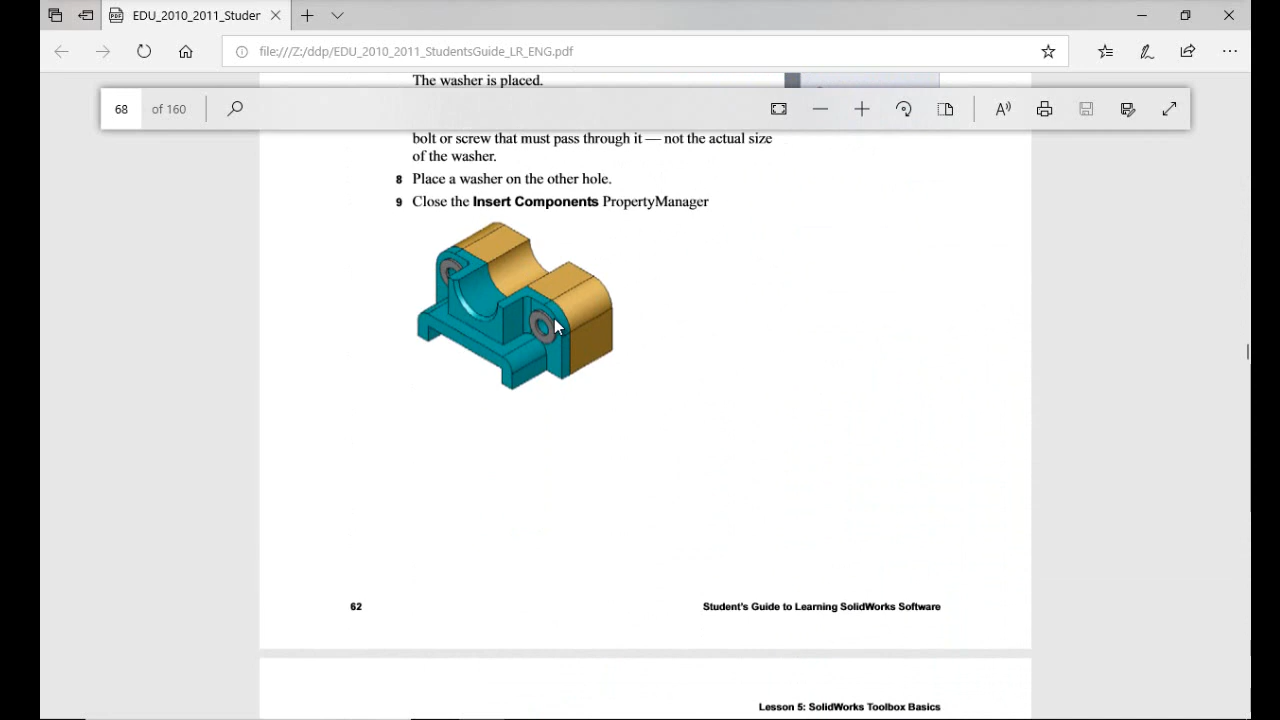 EDU_2010_2011_Studer
file:///Z:/ddp/EDU_2010_2011_StudentsGuide_LR_ENG.pdf
The washer is placed.
68 of 160
bolt or screw that must pass through it — not the actual size
of the washer.
8 Place a washer on the other hole.
9 Close the Insert Components PropertyManager
62 Student's Guide to Learning SolidWorks Software
Lesson 5: SolidWorks Toolbox Basics